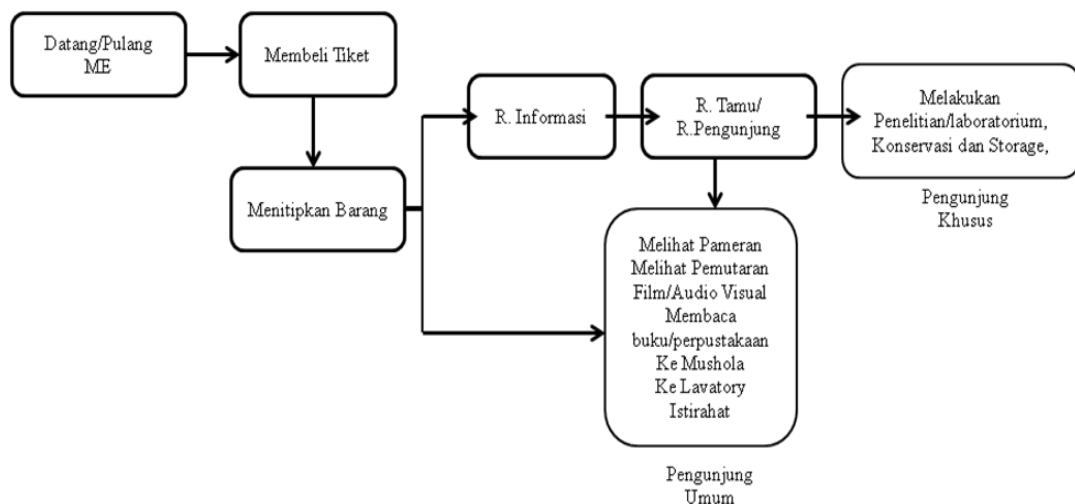 Datang/Pulang
ME
Membeli Tiket
Menitipkan Barang
R. Informasi
R. Tamu/
R.Pengunjung
Melakukan
Penelitian/laboratorium,
Konservasi dan Storage,
Pengunjung
Khusus
Melihat Pameran
Melihat Pemutaran
Film/Audio Visual
Membaca
buku/perpustakaan
Ke Mushola
Ke Lavatory
Istirahat
Pengunjung
Umum